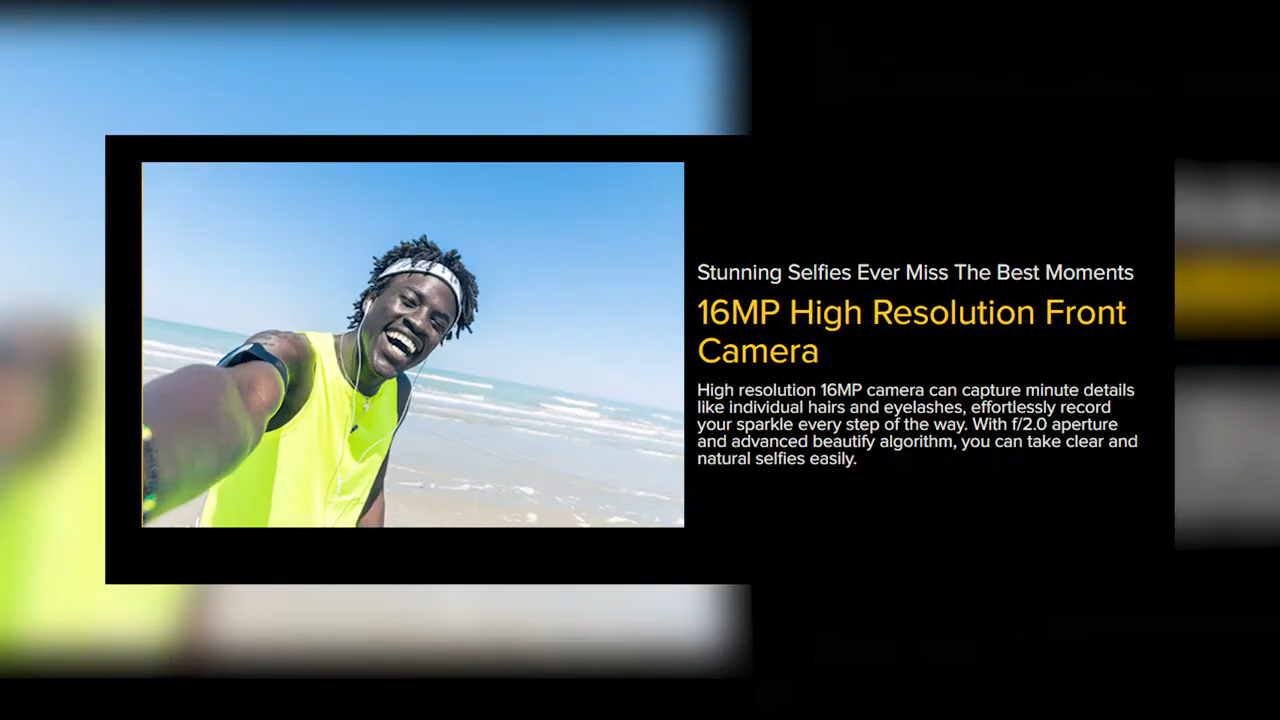 Stunning Selfies Ever Miss The Best Moments
16MP High Resolution Front
Camera
High resolution 16MP camera can capture minute details
like individual hairs and eyelashes, effortlessly record
your sparkle every step of the way. With f/2.0 aperture
and advanced beautify algorithm, you can take clear and
natural selfies easily.